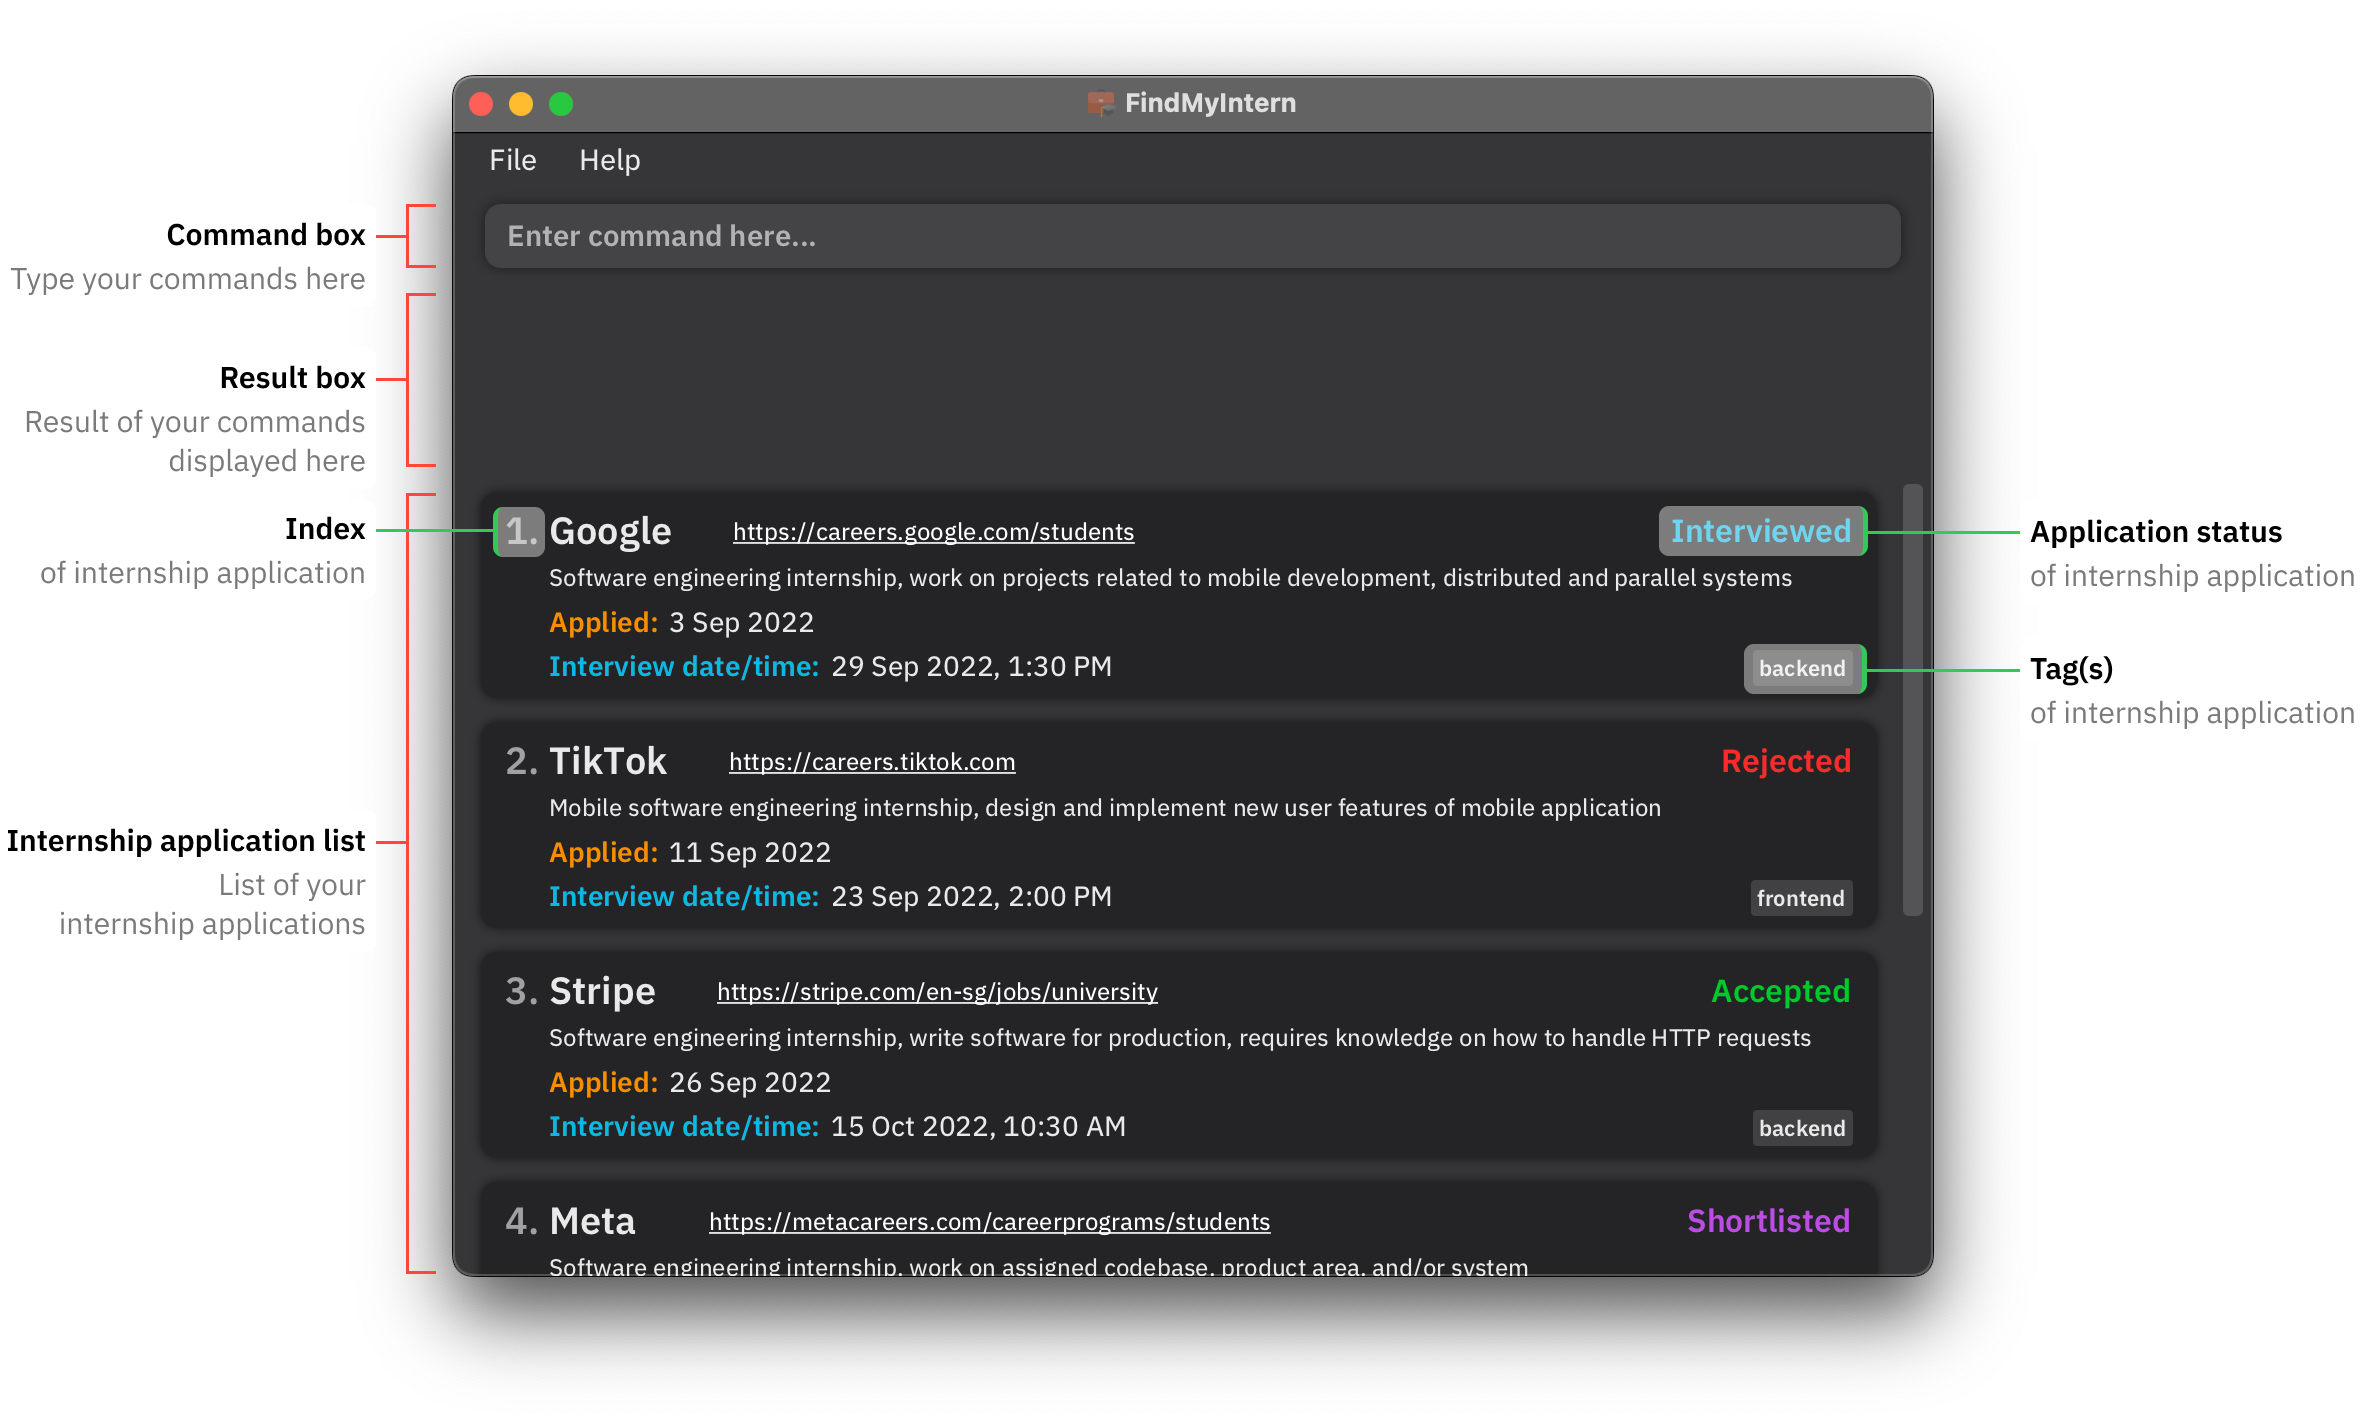 FindMyIntern
File Help
Command box
Type your commands here
Enter command here...
Result box
Result of your commands
displayed here
Index
of internship application
1. Google https://careers.google.com/students Interviewed
Software engineering internship, work on projects related to mobile development, distributed and parallel systems
Applied: 3 Sep 2022
Interview date/time: 29 Sep 2022, 1:30 PM backend
Application status
of internship application
Tag(s)
of internship application
2. TikTok https://careers.tiktok.com Rejected
Mobile software engineering internship, design and implement new user features of mobile application
Applied: 11 Sep 2022
Interview date/time: 23 Sep 2022, 2:00 PM frontend
Internship application list
List of your
internship applications
3. Stripe https://stripe.com/en-sg/jobs/university Accepted
Software engineering internship, write software for production, requires knowledge on how to handle HTTP requests
Applied: 26 Sep 2022
Interview date/time: 15 Oct 2022, 10:30 AM backend
4. Meta https://metacareers.com/careerprograms/students Shortlisted
Software engineering internship, work on assigned codebase, product area, and/or system